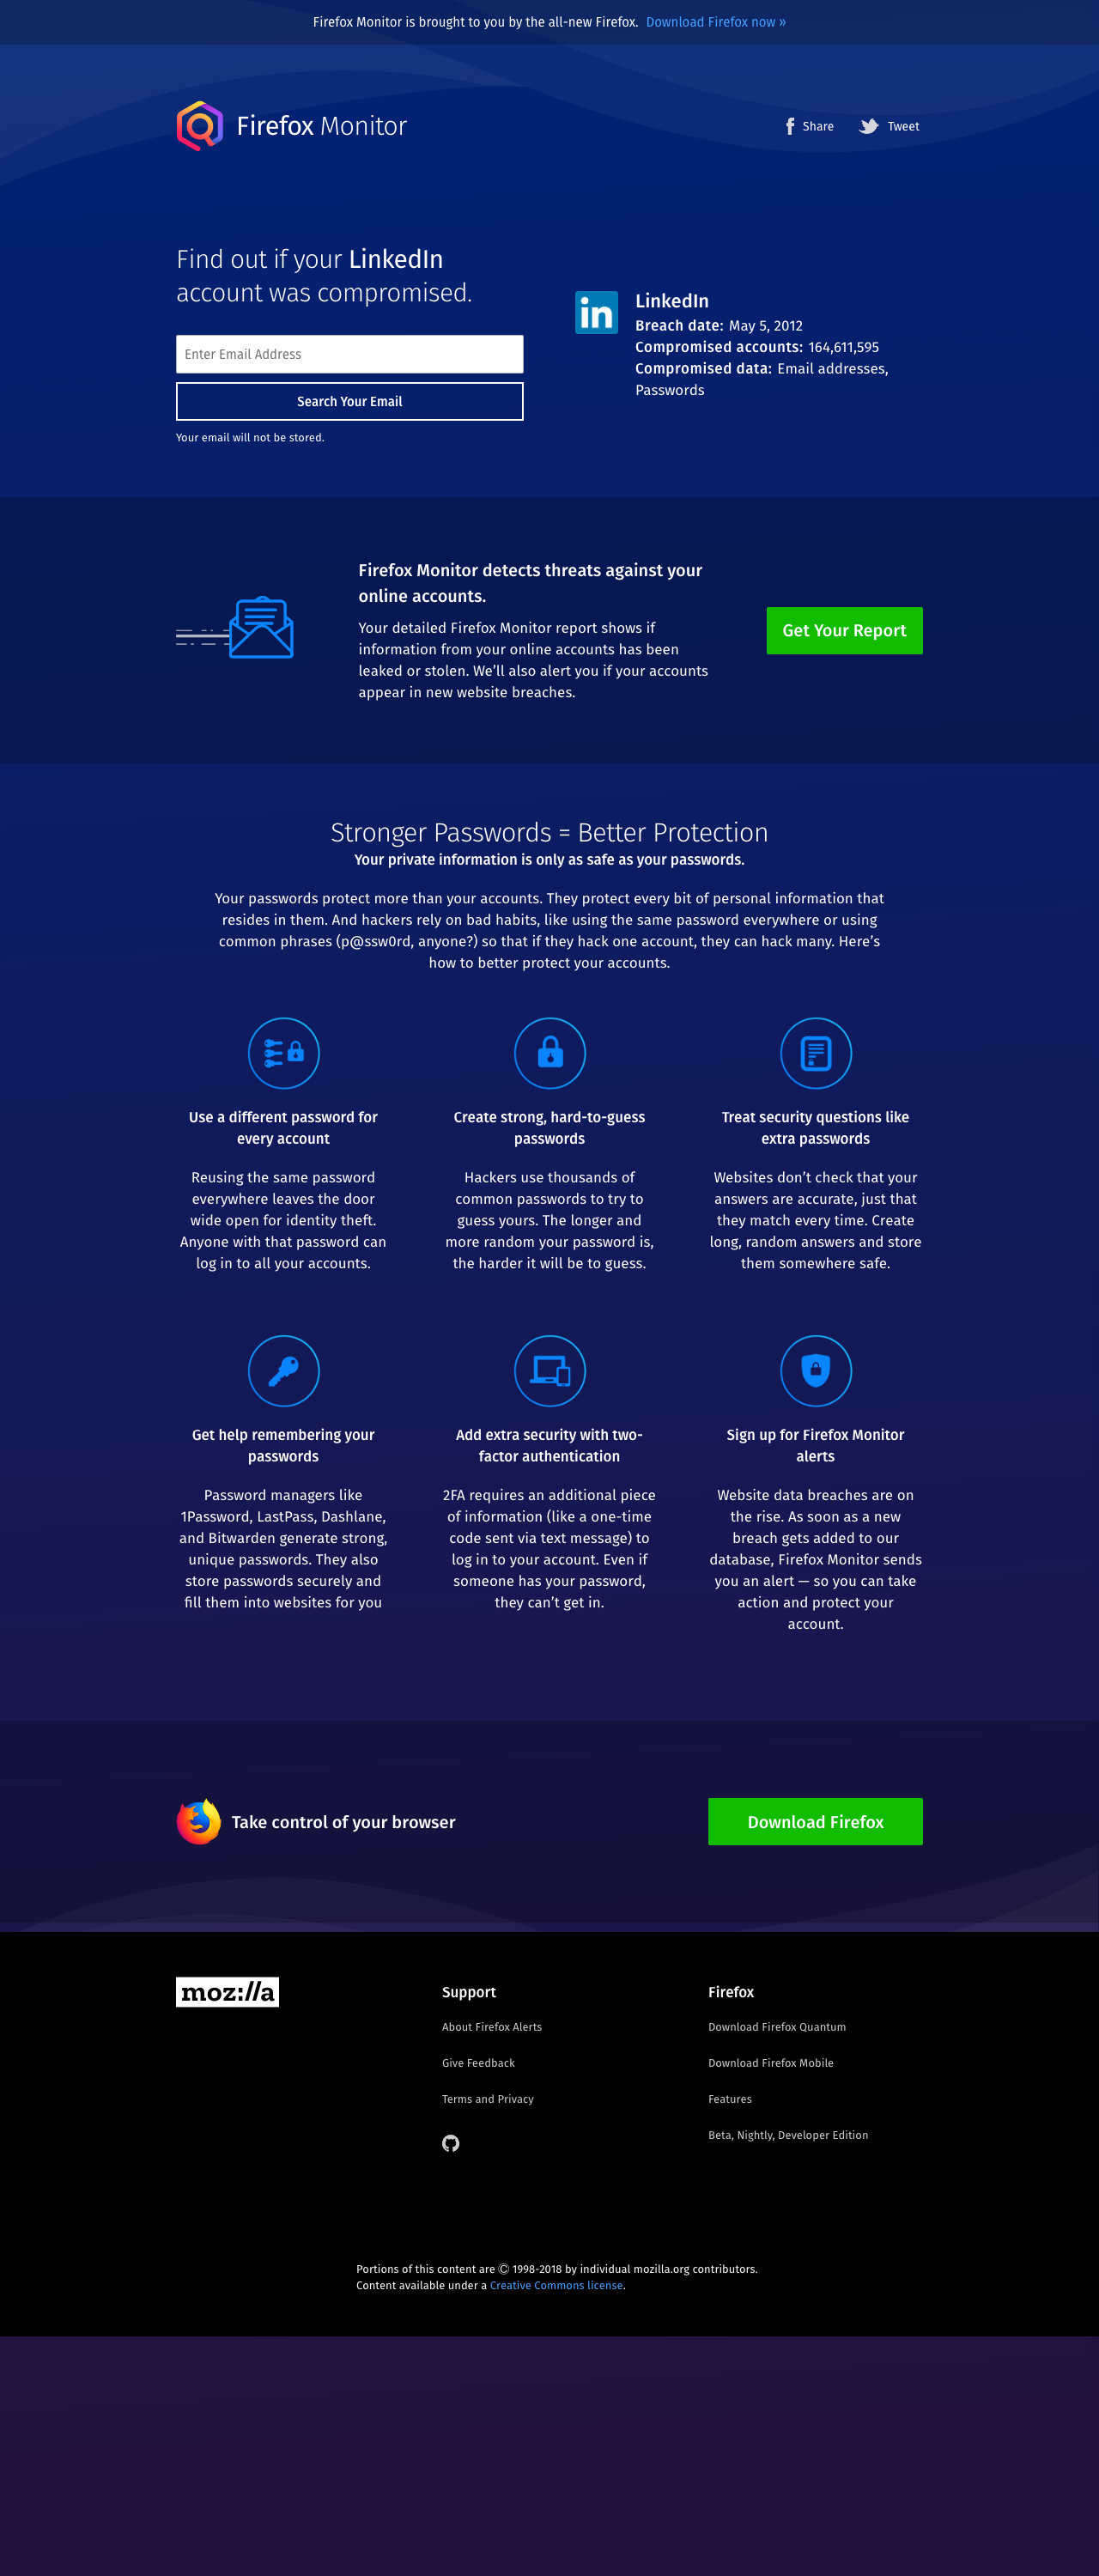 Firefox Monitor is brought to you by the all-new Firefox. Download Firefox now »
Firefox Monitor
Share
Tweet
Find out if your LinkedIn
account was compromised.
Enter Email Address
Search Your Email
Your email will not be stored.
in
LinkedIn
Breach date: May 5, 2012
Compromised accounts: 164,611,595
Compromised data: Email addresses,
Passwords
Firefox Monitor detects threats against your
online accounts.
Your detailed Firefox Monitor report shows if
information from your online accounts has been
leaked or stolen. We’ll also alert you if your accounts
appear in new website breaches.
Get Your Report
Stronger Passwords = Better Protection
Your private information is only as safe as your passwords.
Your passwords protect more than your accounts. They protect every bit of personal information that
resides in them. And hackers rely on bad habits, like using the same password everywhere or using
common phrases (p@ssw0rd, anyone?) so that if they hack one account, they can hack many. Here’s
how to better protect your accounts.
Use a different password for
every account
Reusing the same password
everywhere leaves the door
wide open for identity theft.
Anyone with that password can
log in to all your accounts.
Create strong, hard-to-guess
passwords
Hackers use thousands of
common passwords to try to
guess yours. The longer and
more random your password is,
the harder it will be to guess.
Treat security questions like
extra passwords
Websites don’t check that your
answers are accurate, just that
they match every time. Create
long, random answers and store
them somewhere safe.
Get help remembering your
passwords
Password managers like
1Password, LastPass, Dashlane,
and Bitwarden generate strong,
unique passwords. They also
store passwords securely and
fill them into websites for you
Add extra security with two-
factor authentication
2FA requires an additional piece
of information (like a one-time
code sent via text message) to
log in to your account. Even if
someone has your password,
they can’t get in.
Sign up for Firefox Monitor
alerts
Website data breaches are on
the rise. As soon as a new
breach gets added to our
database, Firefox Monitor sends
you an alert — so you can take
action and protect your
account.
Take control of your browser
Download Firefox
moz://a
Support
About Firefox Alerts
Give Feedback
Terms and Privacy
Firefox
Download Firefox Quantum
Download Firefox Mobile
Features
Beta, Nightly, Developer Edition
Portions of this content are © 1998-2018 by individual mozilla.org contributors.
Content available under a Creative Commons license.